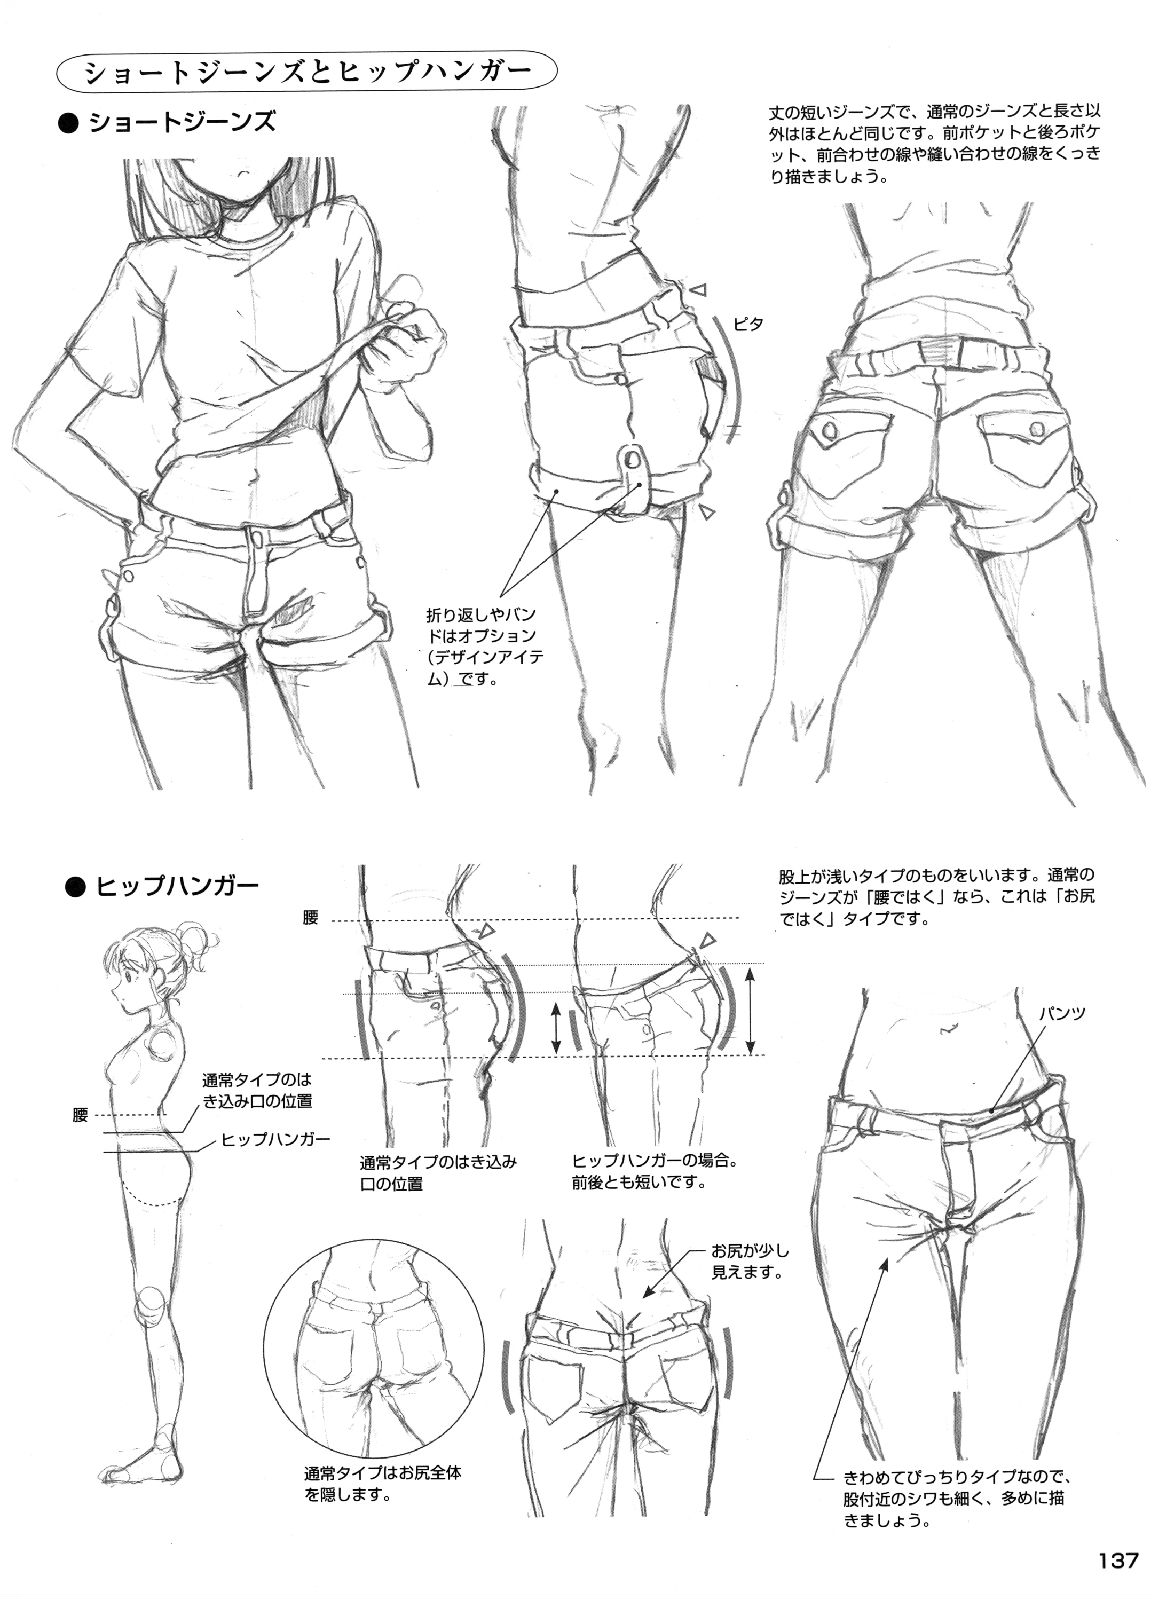 ショートジーンズとヒップハンガー
● ショートジーンズ
丈の短いジーンズで、通常のジーンズと長さ以
外はほとんど同じです。前ポケットと後ろポケ
ット、前合わせの線や縫い合わせの線をくっき
り描きましょう。
ピタ
折り返しやバン
ドはオプション
（デザインアイテ
ム）です。
● ヒップハンガー
股上が浅いタイプのものをいいます。通常の
ジーンズが「腰ではく」なら、これは「お尻
ではく」タイプです。
腰
パンツ
通常タイプのは
き込み口の位置
腰
ヒップハンガー
通常タイプのはき込み
口の位置
ヒップハンガーの場合。
前後とも短いです。
お尻が少し
見えます。
通常タイプはお尻全体
を隠します。
きわめてぴっちりタイプなので、
股付近のシワも細く、多めに描
きましょう。
137